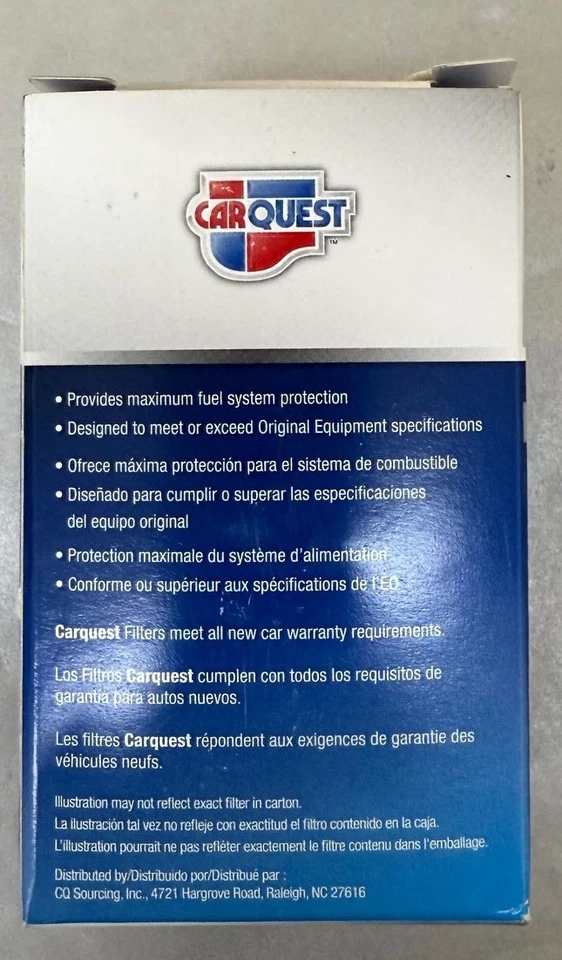 CARQUEST
TM
• Provides maximum fuel system protection
• Designed to meet or exceed Original Equipment specifications
• Ofrece máxima protección para el sistema de combustible
• Diseñado para cumplir o superar las especificaciones
del equipo original
• Protection maximale du système d'alimentation
• Conforme ou supérieur aux spécifications de l'EO
Carquest Filters meet all new car warranty requirements.
Los Filtros Carquest cumplen con todos los requisitos de
garantía para autos nuevos.
Les filtres Carquest répondent aux exigences de garantie des
véhicules neufs.
Illustration may not reflect exact filter in carton.
La ilustración tal vez no refleje con exactitud el filtro contenido en la caja.
L'illustration pourrait ne pas refléter exactement le filtre contenu dans l'emballage.
Distributed by/Distribuido por/Distribué par :
CQ Sourcing, Inc., 4721 Hargrove Road, Raleigh, NC 27616